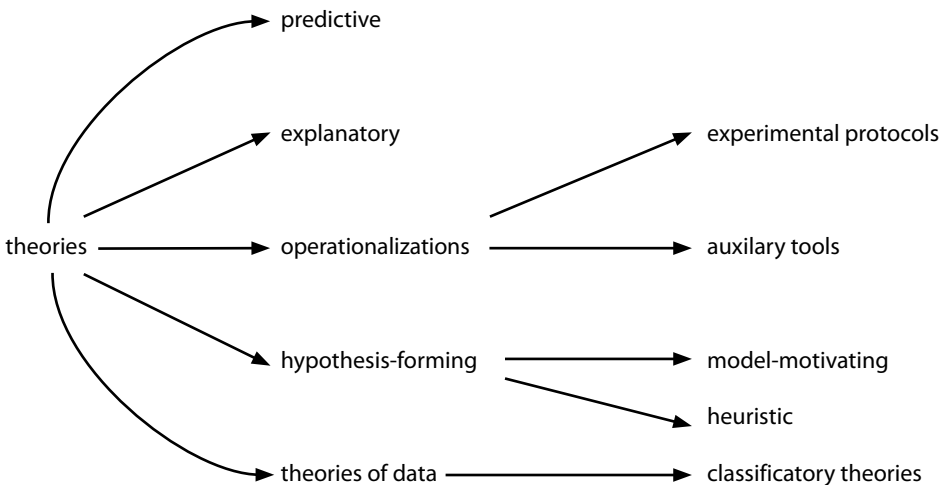 predictive
explanatory
experimental protocols
theories
operationalizations
auxilary tools
hypothesis-forming
model-motivating
heuristic
theories of data
classificatory theories